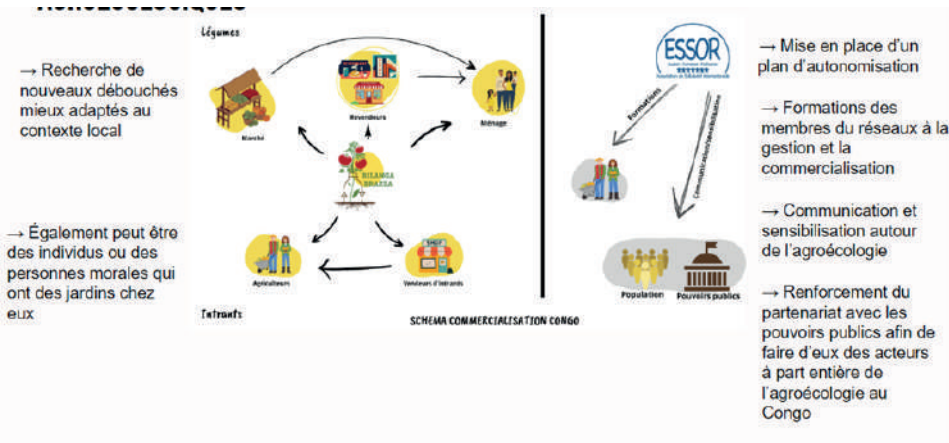 Légumes
→ Recherche de
nouveaux débouchés
mieux adaptés au
contexte local
→ Également peut être
des individus ou des
personnes morales qui
ont des jardins chez
eux
Marché
Revendeurs
Ménage
BILANGA
BRAZZA
Agriculteurs
SHOP
Vendeurs d'intrants
Intrants
SCHEMA COMMERCIALISATION CONGO
ESSOR
Formations
Communication/sensibilisation
Population
Pouvoirs publics
→ Mise en place d'un
plan d'autonomisation
→ Formations des
membres du réseaux à la
gestion et la
commercialisation
→ Communication et
sensibilisation autour
de l'agroécologie
→ Renforcement du
partenariat avec les
pouvoirs publics afin de
faire d'eux des acteurs
à part entière de
l'agroécologie au
Congo